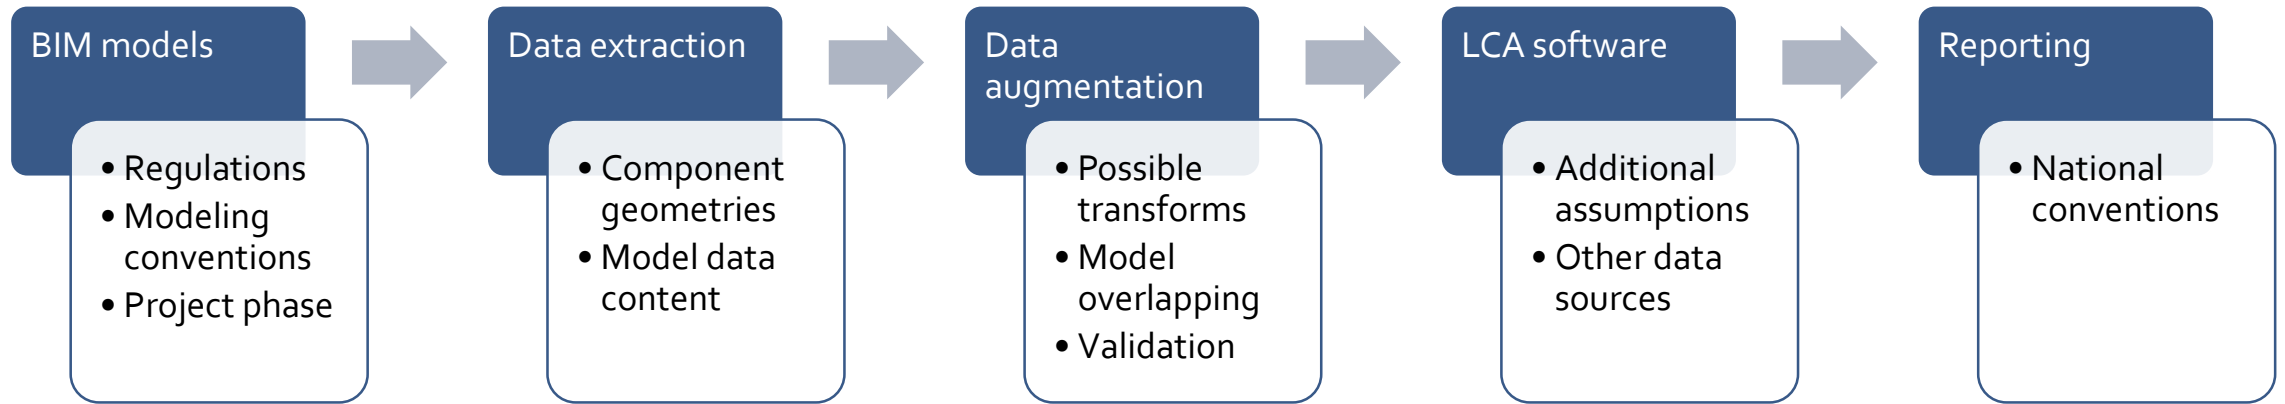 BIM models
• Regulations
• Modeling
conventions
• Project phase
Data extraction
• Component
geometries
• Model data
content
Data
augmentation
• Possible
transforms
• Model
overlapping
• Validation
LCA software
• Additional
assumptions
• Other data
sources
Reporting
• National
conventions